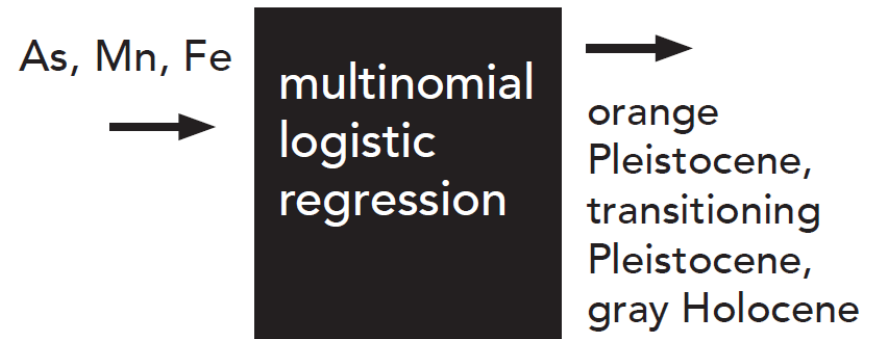 As, Mn, Fe
multinomial
logistic
regression
orange
Pleistocene,
transitioning
Pleistocene,
gray Holocene